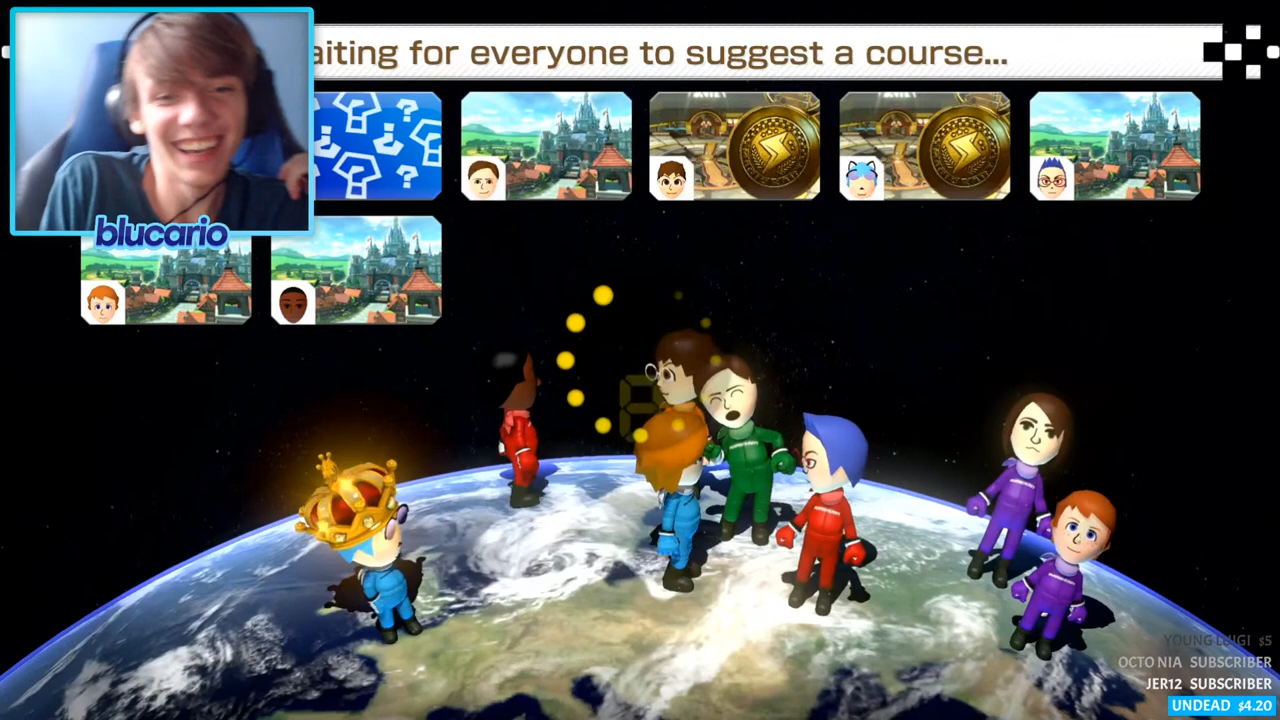 aiting for everyone to suggest a course...
blucario
YOUNG LUIGI $5
OCTO NIA SUBSCRIBER
JER12 SUBSCRIBER
UNDEAD $4.20